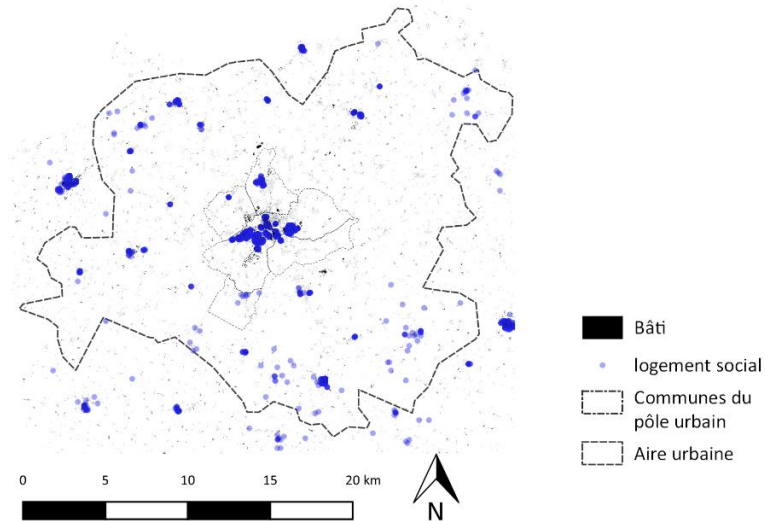 Bâti
logement social
Communes du
pôle urbain
Aire urbaine
0 5 10 15 20 km
N